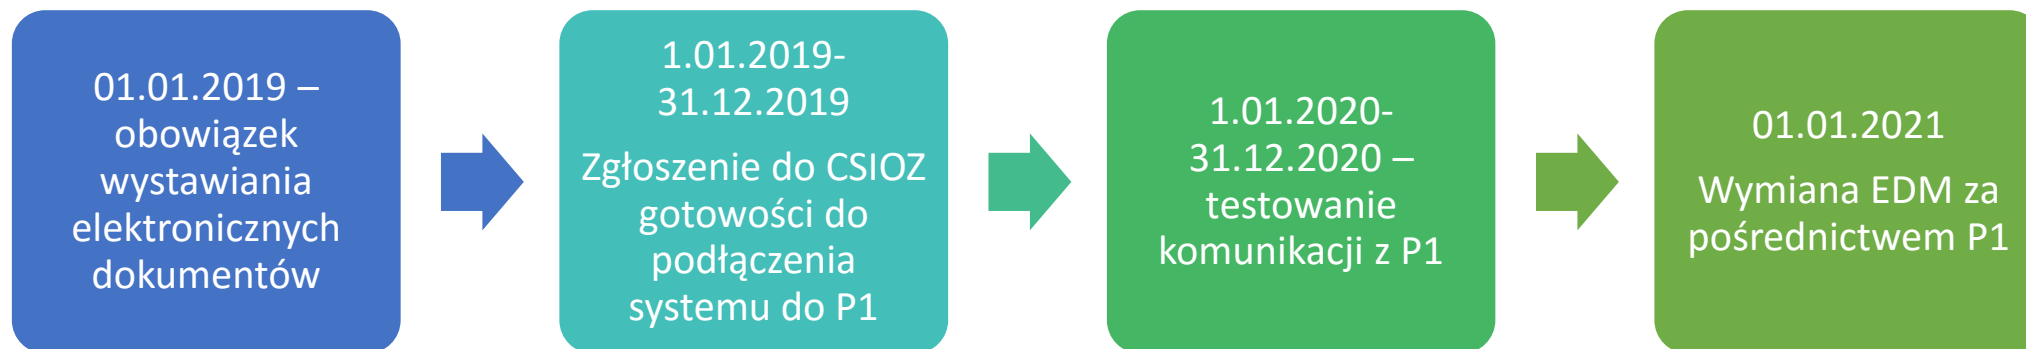 01.01.2019 –
obowiązek
wystawiania
elektronicznych
dokumentów
1.01.2019-
31.12.2019
Zgłoszenie do CSIOZ
gotowości do
podłączenia
systemu do P1
1.01.2020-
31.12.2020 –
testowanie
komunikacji z P1
01.01.2021
Wymiana EDM za
pośrednictwem P1